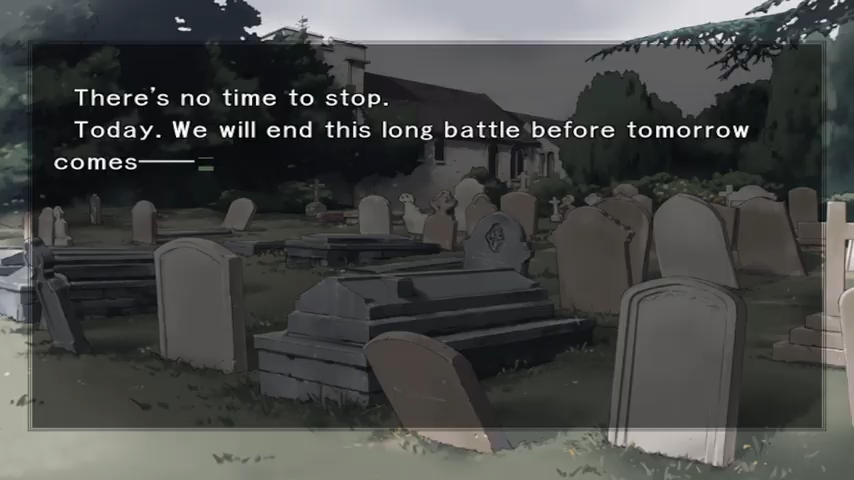 There's no time to stop.
Today. We will end this long battle before tomorrow
comes――